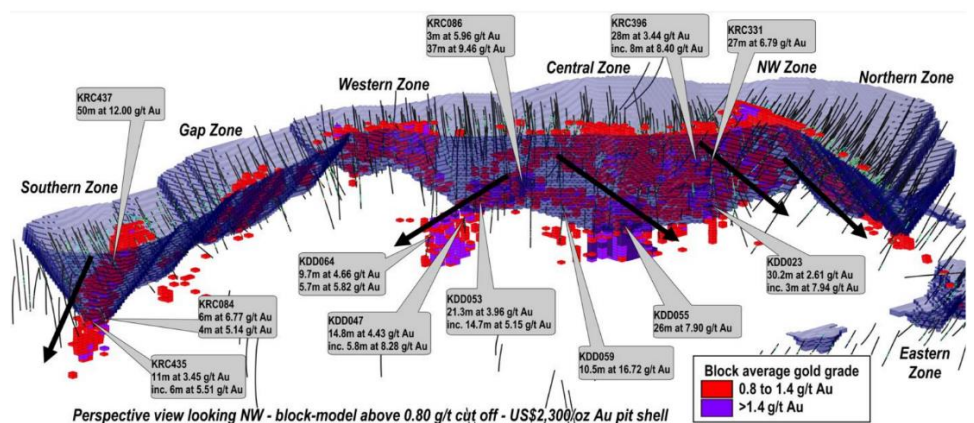 KRC086
3m at 5.96 g/t Au
37m at 9.46 g/t Au
KRC396
28m at 3.44 g/t Au
inc. 8m at 8.40 g/t Au
KRC331
27m at 6.79 g/t Au
Western Zone
Central Zone
NW Zone
Northern Zone
KRC437
50m at 12.00 g/t Au
Gap Zone
Southern Zone
KDD064
9.7m at 4.66 g/t Au
5.7m at 5.82 g/t Au
KDD023
30.2m at 2.61 g/t Au
inc. 3m at 7.94 g/t Au
KRC084
6m at 6.77 g/t Au
4m at 5.14 g/t Au
KDD053
21.3m at 3.96 g/t Au
inc. 14.7m at 5.15 g/t Au
KDD055
26m at 7.90 g/t Au
KDD047
14.8m at 4.43 g/t Au
inc. 5.8m at 8.28 g/t Au
KRC435
11m at 3.45 g/t Au
inc. 6m at 5.51 g/t Au
KDD059
10.5m at 16.72 g/t Au
Eastern
Zone
Block average gold grade
0.8 to 1.4 g/t Au
>1.4 g/t Au
Perspective view looking NW - block-model above 0.80 g/t cut off - US$2,300/oz Au pit shell